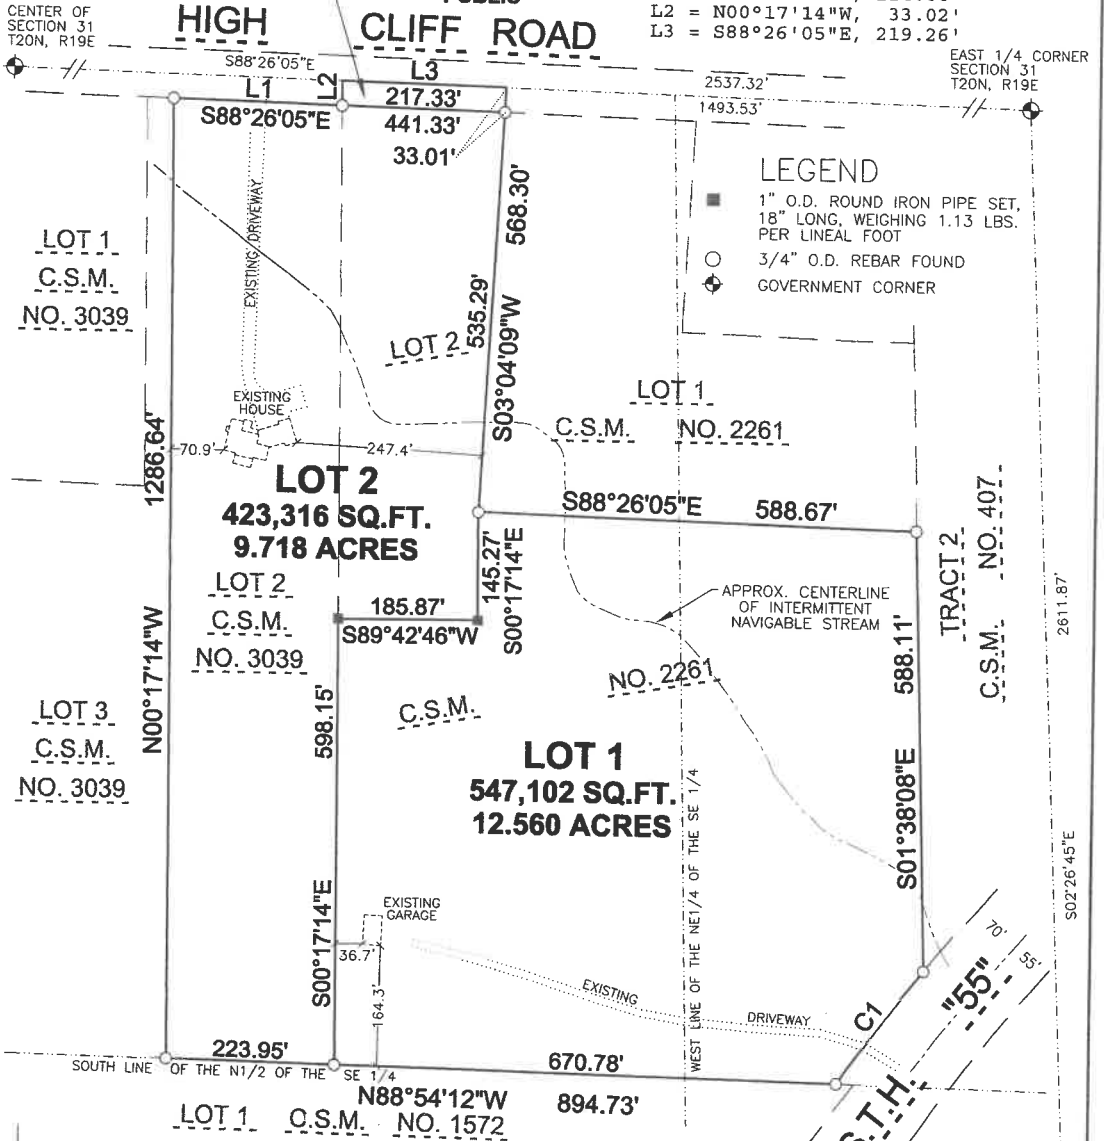 CENTER OF
SECTION 31
T20N, R19E
HIGH CLIFF ROAD
L2 = N00°17'14"W, 33.02'
L3 = S88°26'05"E, 219.26'
EAST 1/4 CORNER
SECTION 31
T20N, R19E
S88°26'05"E
L1
L2
L3
2537.32'
1493.53'
217.33'
S88°26'05"E
441.33'
33.01'
568.30'
535.29'
S03°04'09"W
LEGEND
1" O.D. ROUND IRON PIPE SET,
18" LONG, WEIGHING 1.13 LBS.
PER LINEAL FOOT
3/4" O.D. REBAR FOUND
GOVERNMENT CORNER
EXISTING DRIVEWAY
LOT 1
C.S.M.
NO. 3039
LOT 2
LOT 1
C.S.M. NO. 2261
EXISTING
HOUSE
70.9'
247.4'
1286.64'
N00°17'14"W
LOT 2
423,316 SQ.FT.
9.718 ACRES
S88°26'05"E 588.67'
145.27'
S00°17'14"E
LOT 2
C.S.M.
NO. 3039
185.87'
S89°42'46"W
APPROX. CENTERLINE
OF INTERMITTENT
NAVIGABLE STREAM
TRACT 2
C.S.M. NO. 407
2611.87'
S02°26'45"E
588.11'
S01°38'08"E
NO. 2261
C.S.M.
LOT 3
C.S.M.
NO. 3039
598.15'
S00°17'14"E
LOT 1
547,102 SQ.FT.
12.560 ACRES
WEST LINE OF THE NE1/4 OF THE SE 1/4
EXISTING
GARAGE
36.7'
164.3'
EXISTING DRIVEWAY
70'
55'
"55"
C1
223.95'
670.78'
SOUTH LINE OF THE N1/2 OF THE SE 1/4
N88°54'12"W 894.73'
LOT 1 C.S.M. NO. 1572